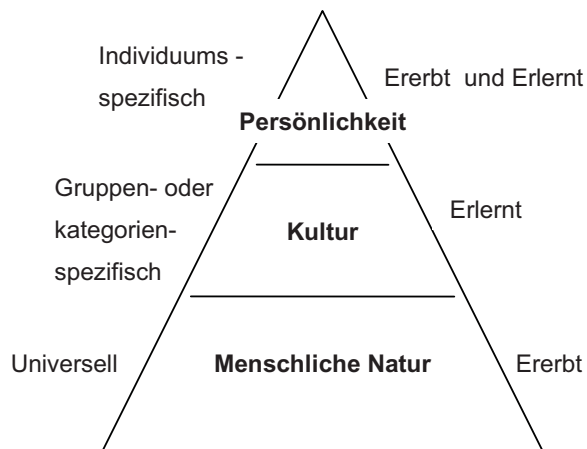 Individuums -
spezifisch
Ererbt und Erlernt
Persönlichkeit
Gruppen- oder
kategorien-
spezifisch
Erlernt
Kultur
Universell
Menschliche Natur
Ererbt